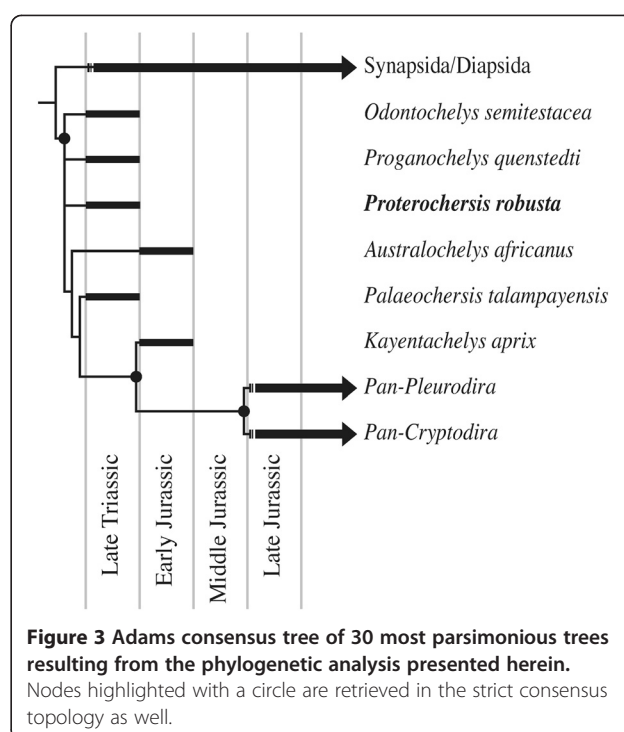 Synapsida/Diapsida
Odontochelys semitestacea
Proganochelys quenstedti
Proterochersis robusta
Australochelys africanus
Palaeochersis talampayensis
Kayentachelys aprix
Pan-Pleurodira
Pan-Cryptodira
Late Triassic
Early Jurassic
Middle Jurassic
Late Jurassic
Figure 3 Adams consensus tree of 30 most parsimonious trees
resulting from the phylogenetic analysis presented herein.
Nodes highlighted with a circle are retrieved in the strict consensus
topology as well.